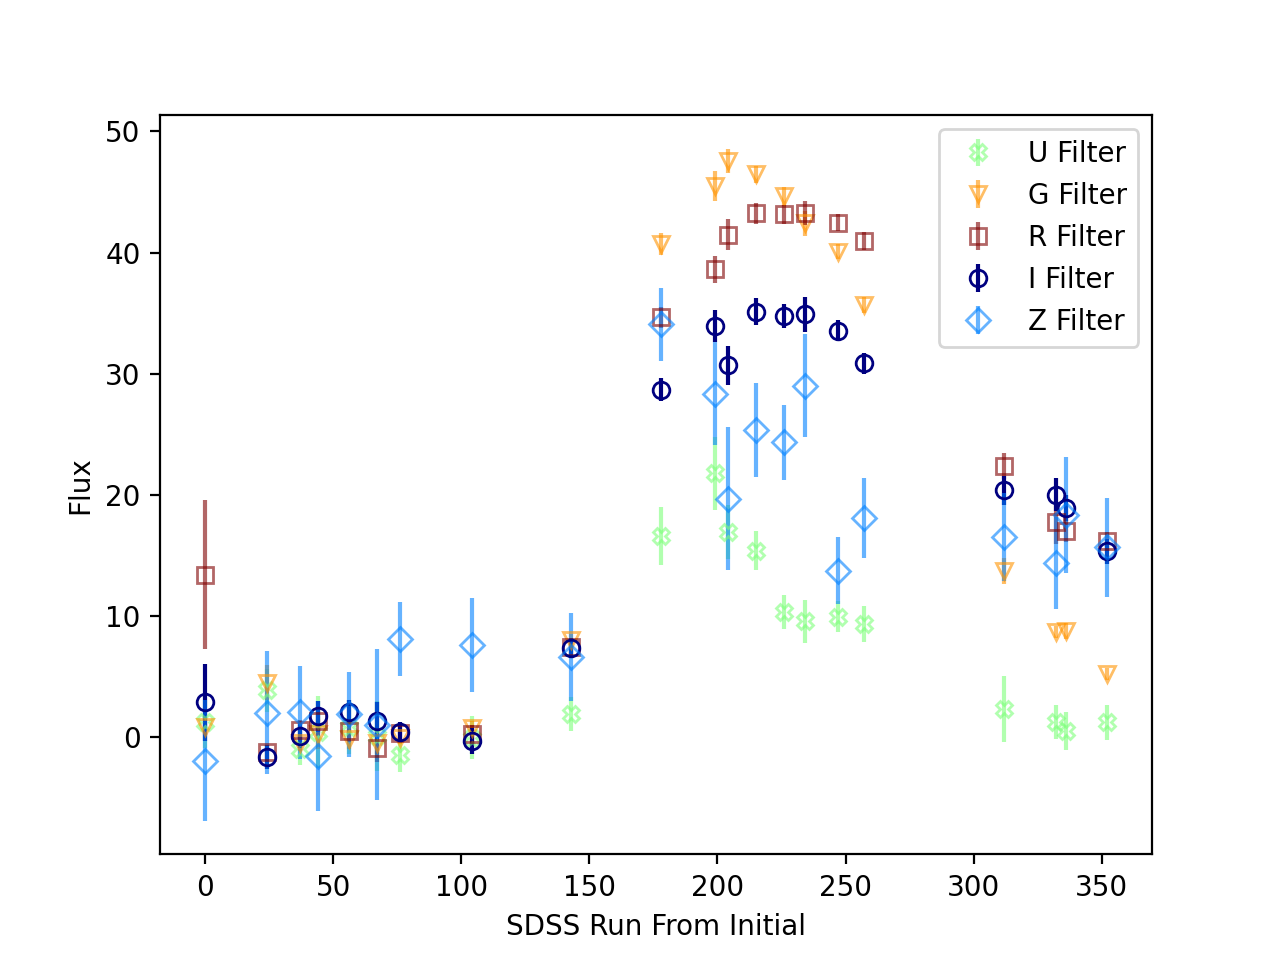 50
40
30
20
10
0
Flux
0 50 100 150 200 250 300 350
SDSS Run From Initial
U Filter
G Filter
R Filter
I Filter
Z Filter